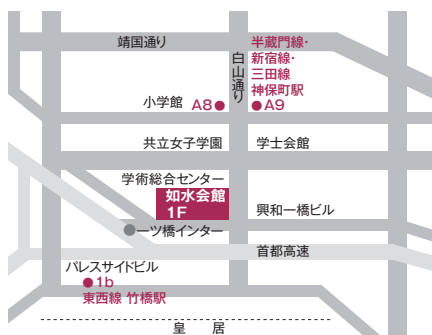 靖国通り
半蔵門線・
新宿線・
三田線
神保町駅
白山通り
小学館 A8
A9
共立女子学園
学士会館
学術総合センター
如水会館
1F
興和一橋ビル
一ツ橋インター
首都高速
パレスサイドビル
1b
東西線 竹橋駅
皇 居